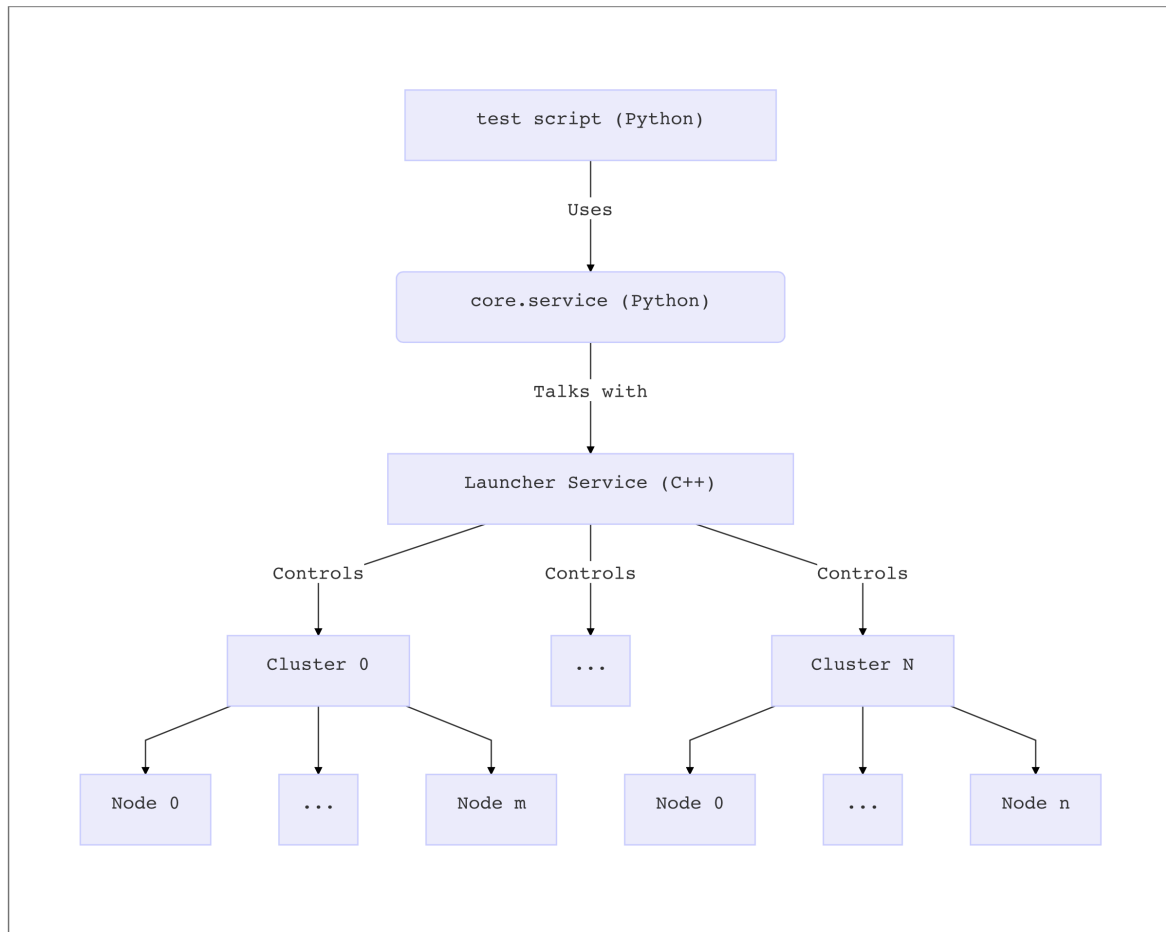 test script (Python)
Uses
core.service (Python)
Talks with
Launcher Service (C++)
Controls
Controls
Controls
Cluster 0
...
Cluster N
Node 0
...
Node m
Node 0
...
Node n